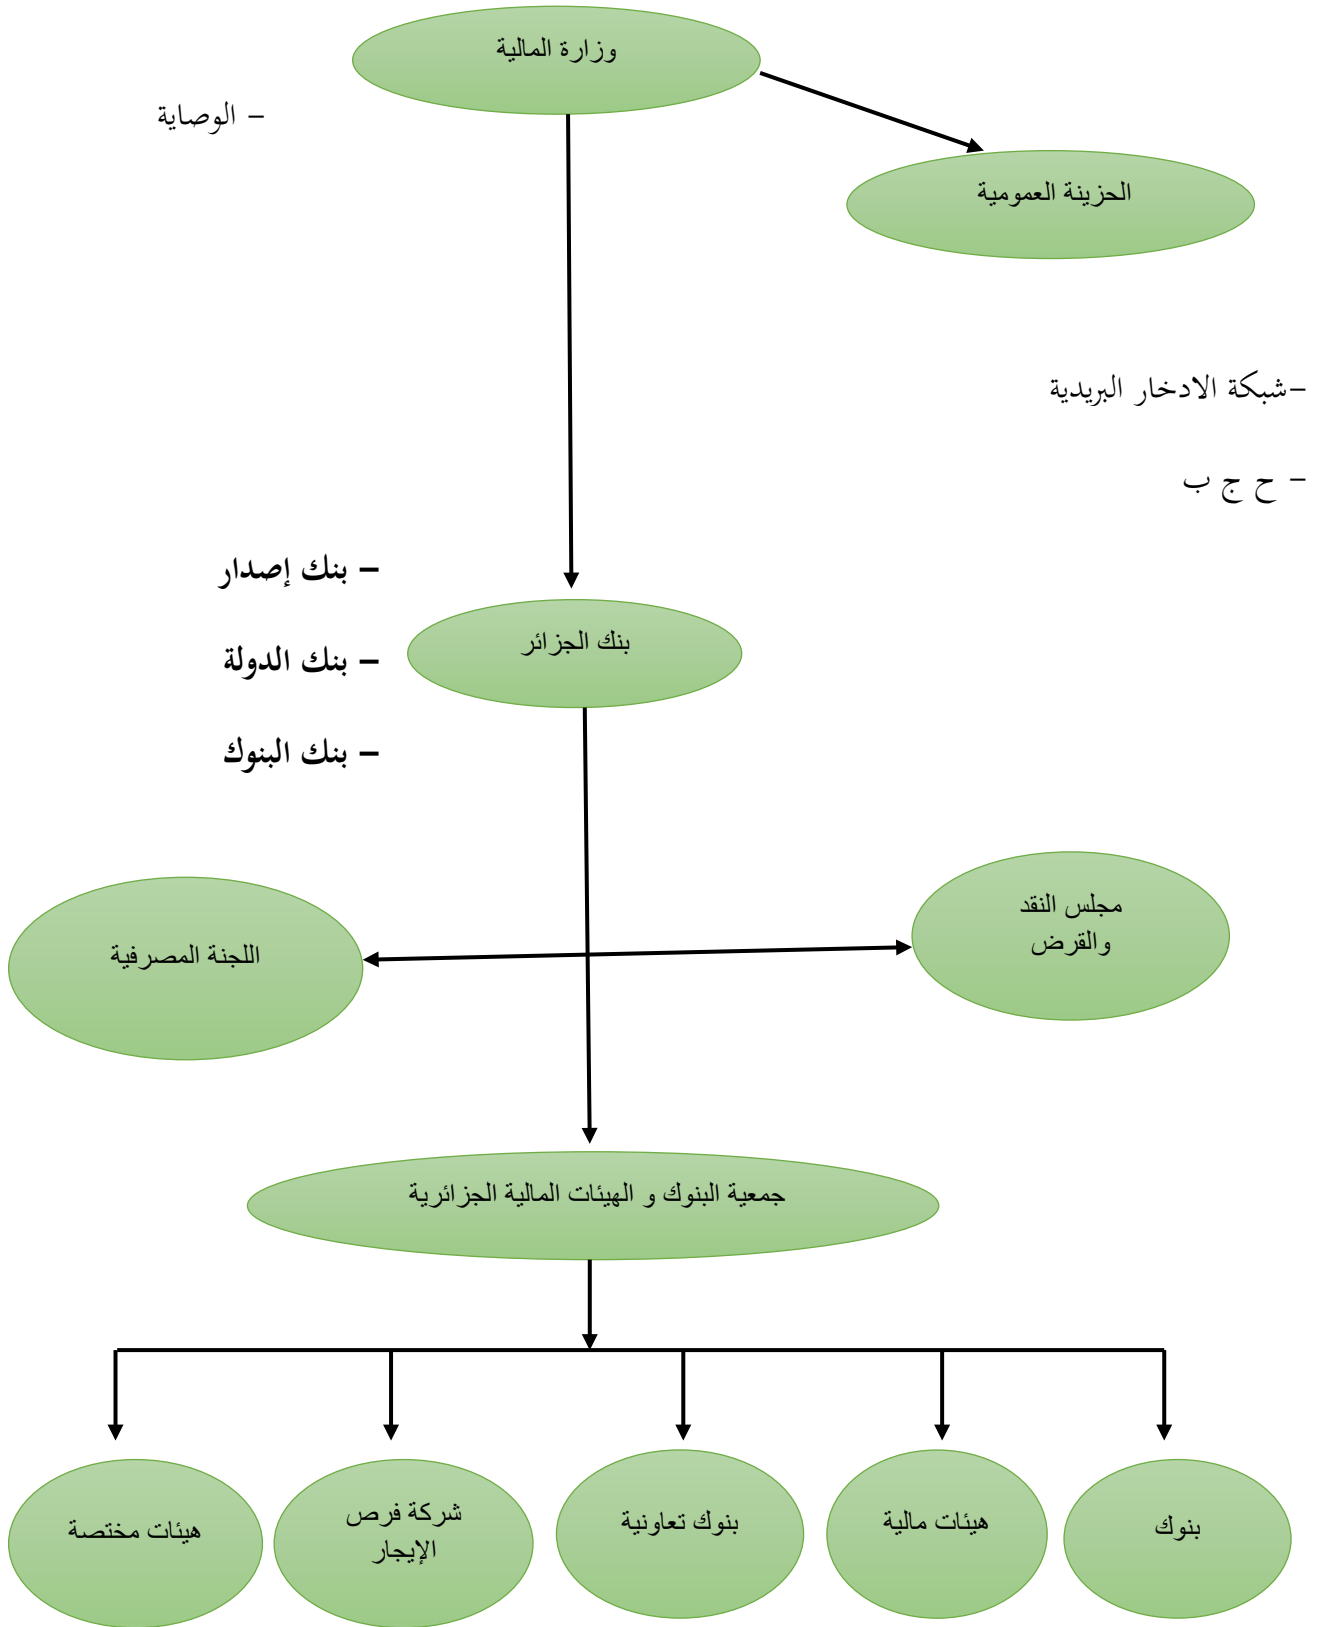 وزارة المالية
– الوصاية
الحزينة العمومية
–شبكة الادخار البريدية
– ح ج ب
– بنك إصدار
بنك الجزائر
– بنك الدولة
– بنك البنوك
مجلس النقد
والقرض
اللجنة المصرفية
جمعية البنوك و الهيئات المالية الجزائرية
بنوك
هيئات مالية
بنوك تعاونية
شركة فرص
الإيجار
هيئات مختصة